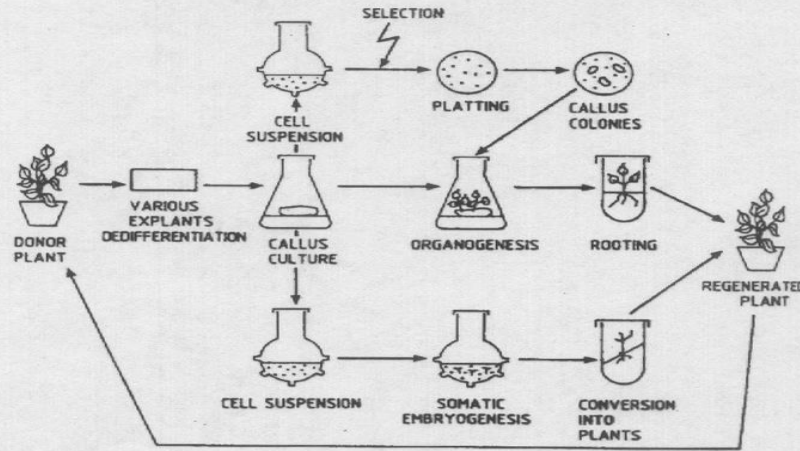 SELECTION
PLATTING
CALLUS
COLONIES
CELL
SUSPENSION
DONOR
PLANT
VARIOUS
EXPLANTS
DEDIFFERENTIATION
CALLUS
CULTURE
ORGANOGENESIS
ROOTING
REGENERATED
PLANT
CELL SUSPENSION
SOMATIC
EMBRYOGENESIS
CONVERSION
INTO
PLANTS